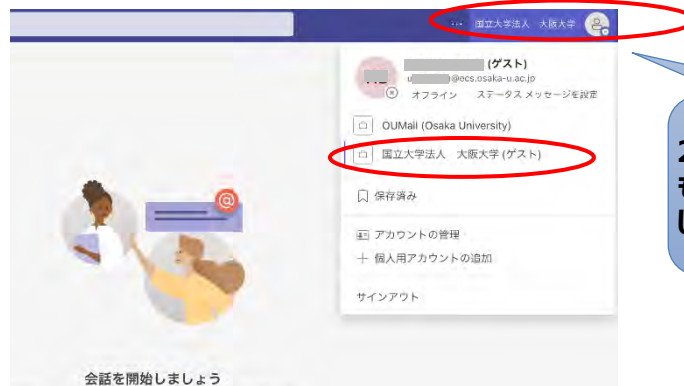 … 国立大学法人 大阪大学
(ゲスト)
@ecs.osaka-u.ac.jp
オフライン ステータス メッセージを設定
OUMail (Osaka University)
国立大学法人 大阪大学 (ゲスト)
保存済み
アカウントの管理
個人用アカウントの追加
サインアウト
@
会話を開始しましょう